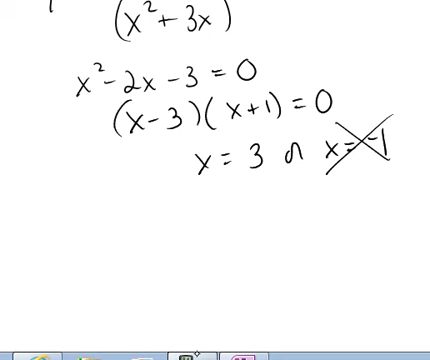 (x² + 3x)
x² - 2x - 3 = 0
(x - 3)(x + 1) = 0
x = 3 or x = -1